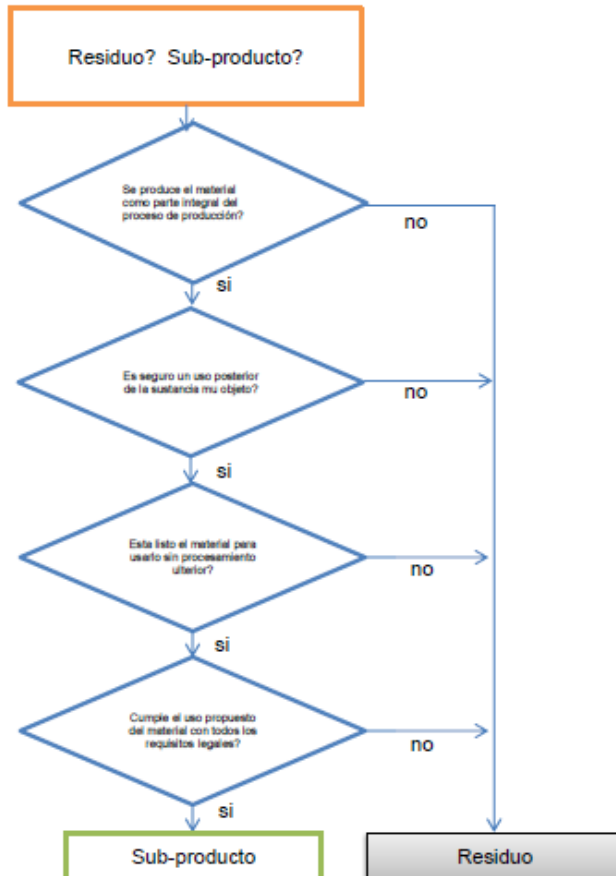 Residuo? Sub-producto?
Se produce el material
como parte integral del
proceso de producción?
no
si
Es seguro un uso posterior
de la sustancia mu objeto?
no
si
Esta listo el material para
usarlo sin procesamiento
ulterior?
no
si
Cumple el uso propuesto
del material con todos los
requisitos legales?
no
si
Sub-producto
Residuo